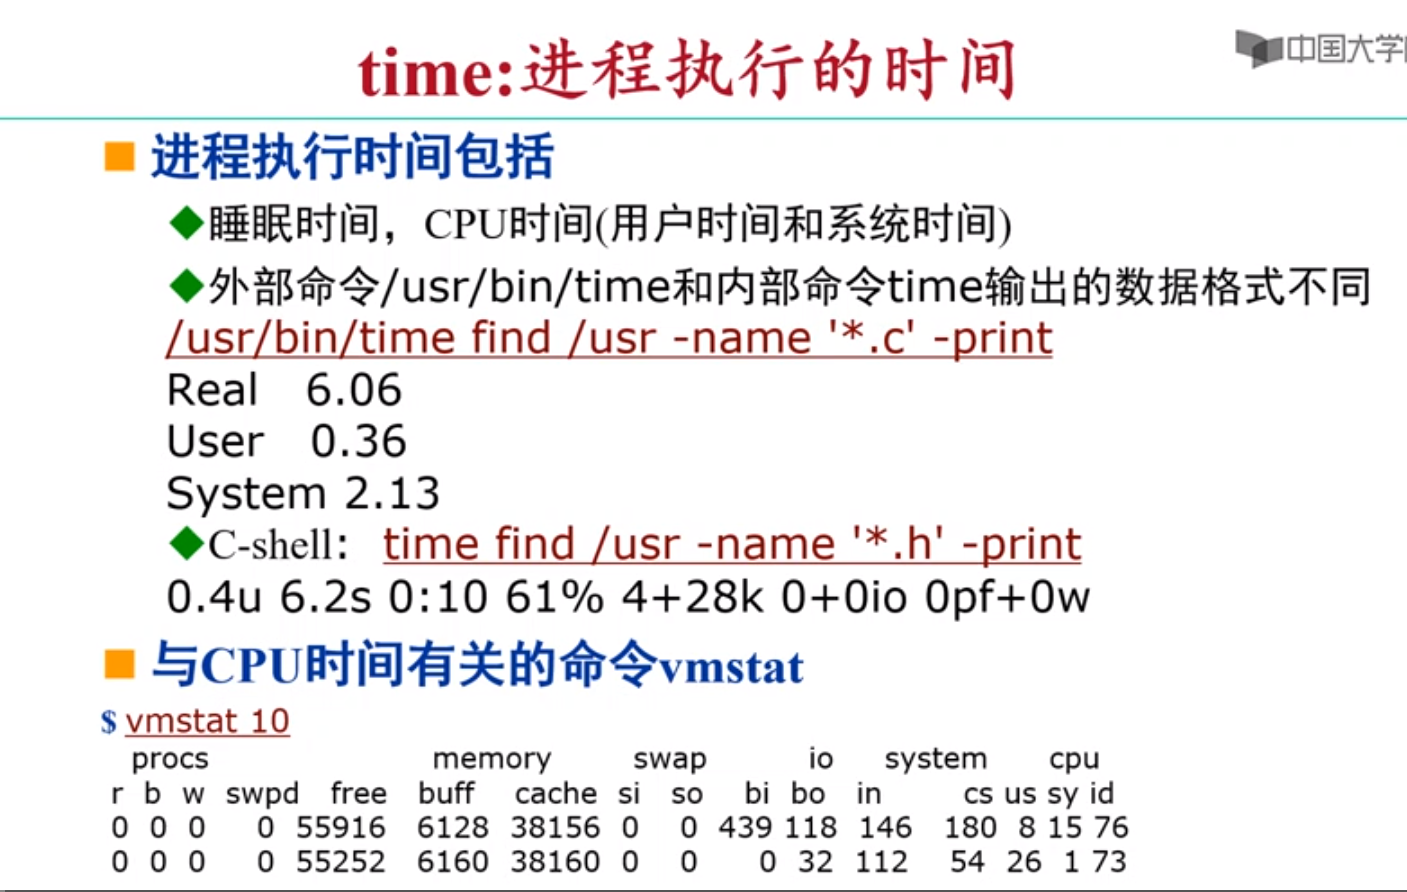 time:进程执行的时间
中国大学
进程执行时间包括
睡眠时间，CPU时间(用户时间和系统时间)
外部命令/usr/bin/time和内部命令time输出的数据格式不同
/usr/bin/time find /usr -name '*.c' -print
Real 6.06
User 0.36
System 2.13
C-shell： time find /usr -name '*.h' -print
0.4u 6.2s 0:10 61% 4+28k 0+0io 0pf+0w
与CPU时间有关的命令vmstat
$ vmstat 10
procs memory swap io system cpu
r b w swpd free buff cache si so bi bo in cs us sy id
0 0 0 0 55916 6128 38156 0 0 439 118 146 180 8 15 76
0 0 0 0 55252 6160 38160 0 0 0 32 112 54 26 1 73